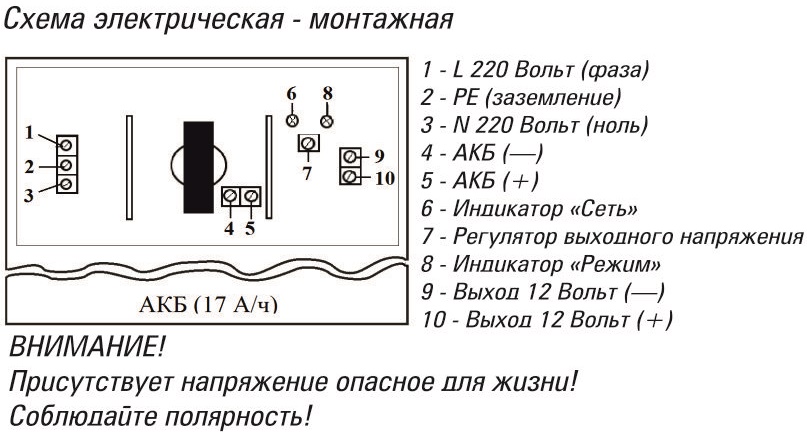 Схема электрическая - монтажная
1 - L 220 Вольт (фаза)
2 - PE (заземление)
3 - N 220 Вольт (ноль)
4 - АКБ (—)
5 - АКБ (+)
6 - Индикатор «Сеть»
7 - Регулятор выходного напряжения
8 - Индикатор «Режим»
9 - Выход 12 Вольт (—)
10 - Выход 12 Вольт (+)
1
2
3
4
5
6
7
8
9
10
АКБ (17 А/ч)
ВНИМАНИЕ!
Присутствует напряжение опасное для жизни!
Соблюдайте полярность!